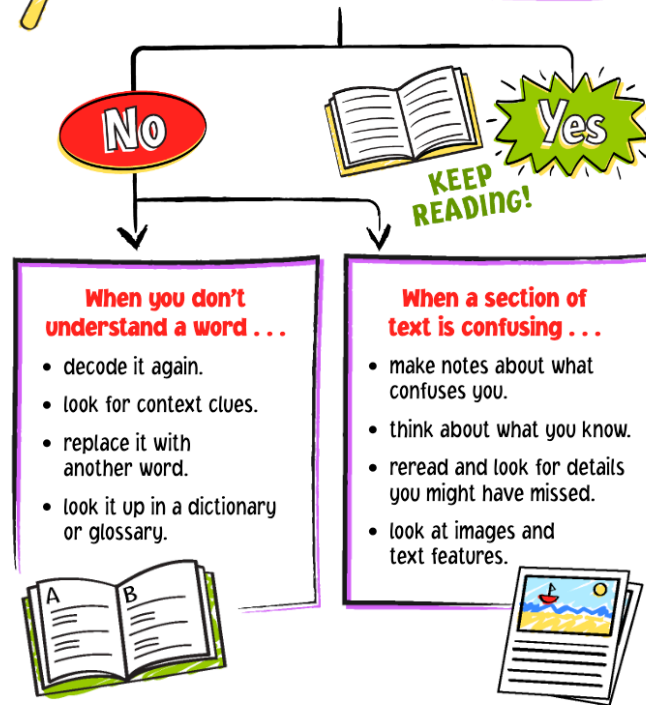 No
Yes
KEEP
READING!
When you don't
understand a word . . .
• decode it again.
• look for context clues.
• replace it with
another word.
• look it up in a dictionary
or glossary.
A
B
When a section of
text is confusing . . .
• make notes about what
confuses you.
• think about what you know.
• reread and look for details
you might have missed.
• look at images and
text features.